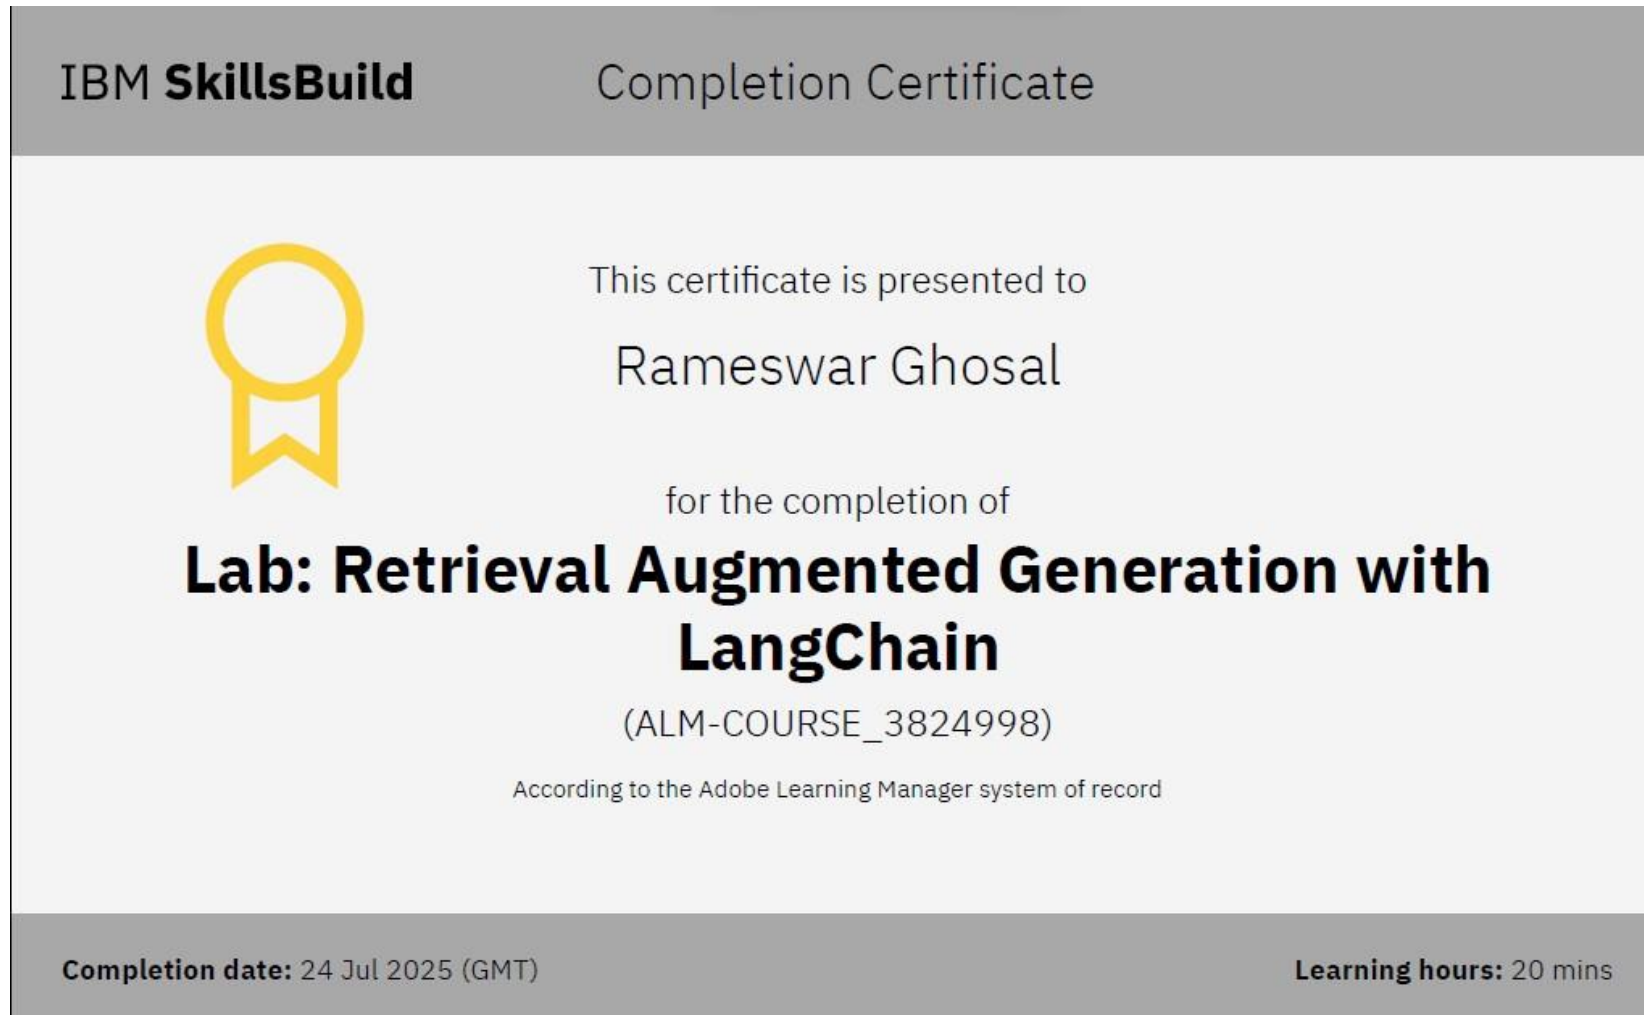 IBM SkillsBuild
Completion Certificate
This certificate is presented to
Rameswar Ghosal
for the completion of
Lab: Retrieval Augmented Generation with
LangChain
(ALM-COURSE_3824998)
According to the Adobe Learning Manager system of record
Completion date: 24 Jul 2025 (GMT)
Learning hours: 20 mins